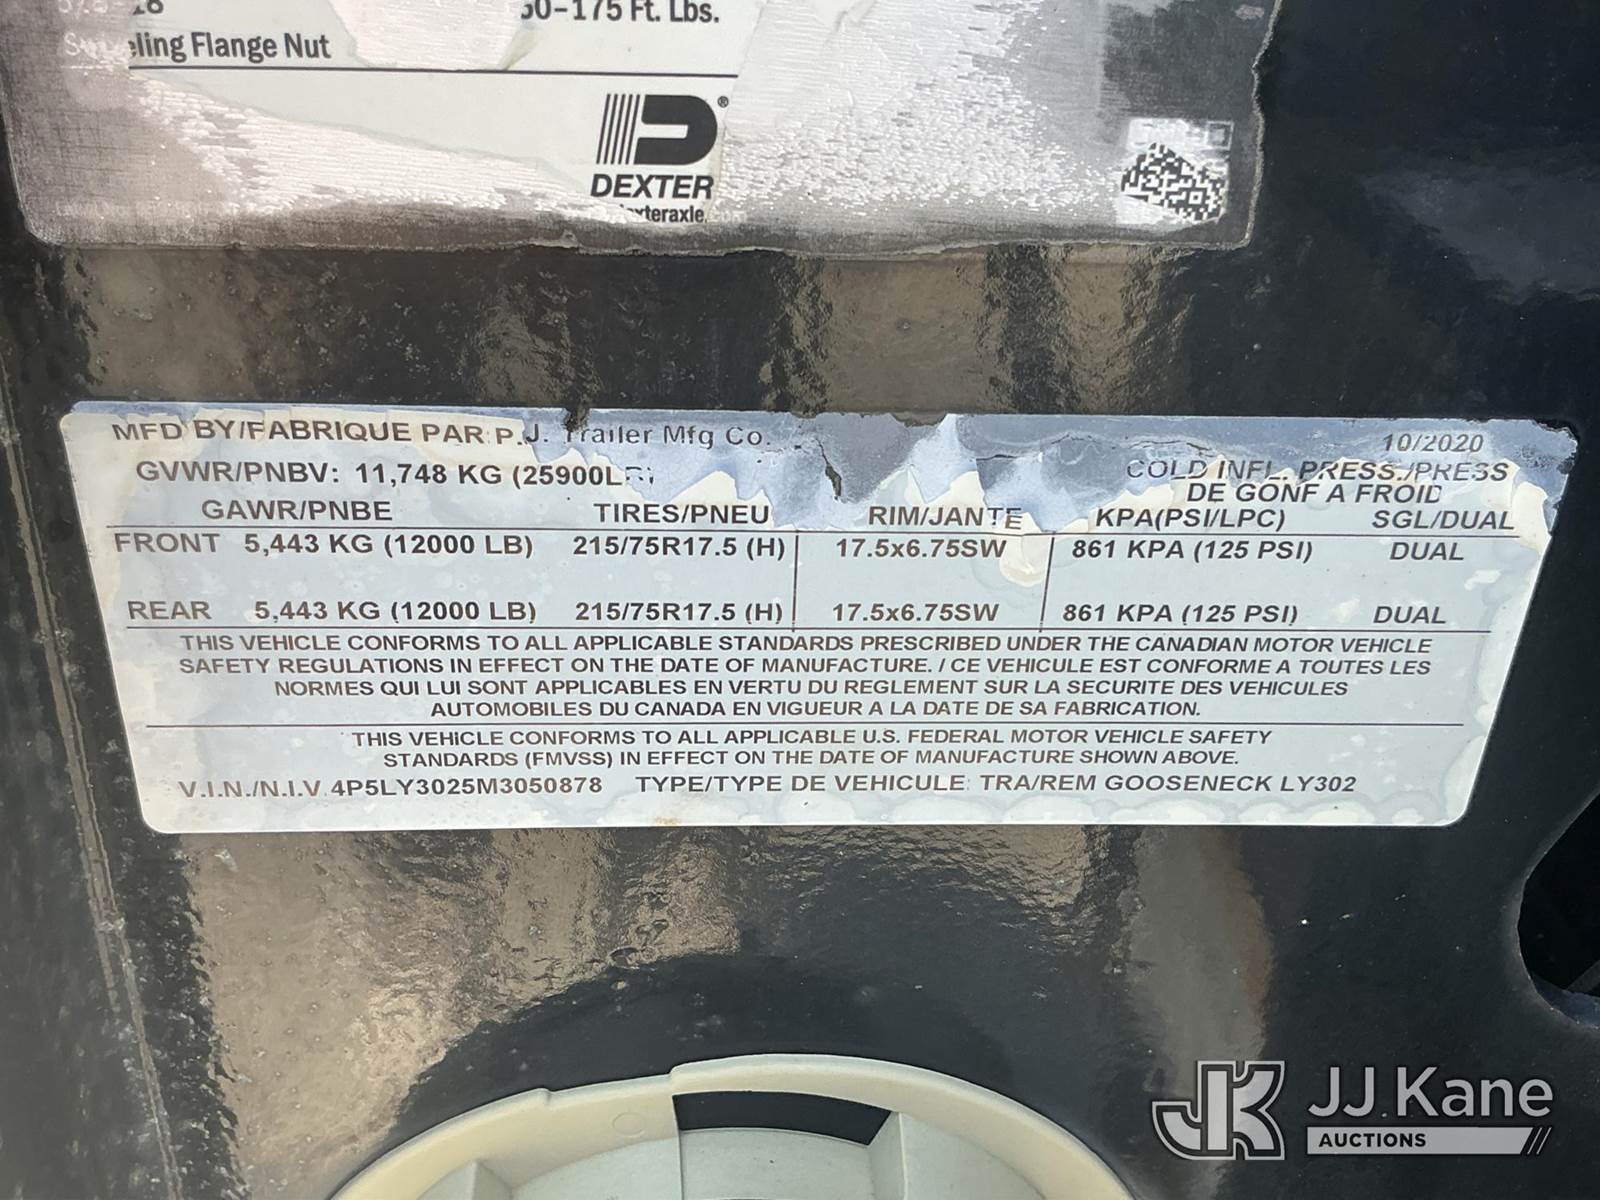 50-175 Ft. Lbs.
Swiveling Flange Nut
DEXTER®
dexteraxle.com
MFD BY/FABRIQUE PAR: P.J. Trailer Mfg Co. 10/2020
GVWR/PNBV: 11,748 KG (25900LB) COLD INFL. PRESS./PRESS
DE GONF A FROID
GAWR/PNBE TIRES/PNEU RIM/JANTE KPA(PSI/LPC) SGL/DUAL
FRONT 5,443 KG (12000 LB) 215/75R17.5 (H) 17.5x6.75SW 861 KPA (125 PSI) DUAL
REAR 5,443 KG (12000 LB) 215/75R17.5 (H) 17.5x6.75SW 861 KPA (125 PSI) DUAL
THIS VEHICLE CONFORMS TO ALL APPLICABLE STANDARDS PRESCRIBED UNDER THE CANADIAN MOTOR VEHICLE
SAFETY REGULATIONS IN EFFECT ON THE DATE OF MANUFACTURE. / CE VEHICULE EST CONFORME A TOUTES LES
NORMES QUI LUI SONT APPLICABLES EN VERTU DU REGLEMENT SUR LA SECURITE DES VEHICULES
AUTOMOBILES DU CANADA EN VIGUEUR A LA DATE DE SA FABRICATION.
THIS VEHICLE CONFORMS TO ALL APPLICABLE U.S. FEDERAL MOTOR VEHICLE SAFETY
STANDARDS (FMVSS) IN EFFECT ON THE DATE OF MANUFACTURE SHOWN ABOVE.
V.I.N./N.I.V. 4P5LY3025M3050878 TYPE/TYPE DE VEHICULE: TRA/REM GOOSENECK LY302
JK JJ Kane
AUCTIONS